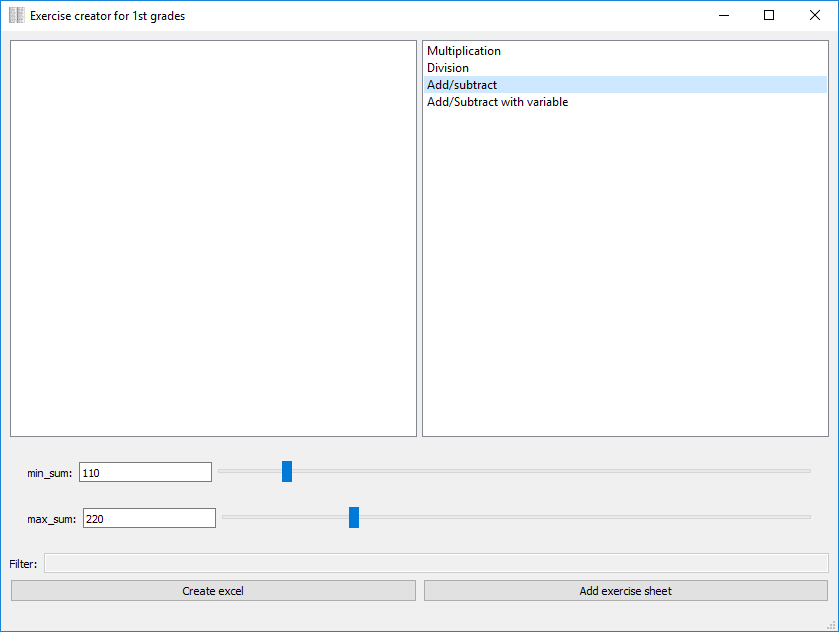 Exercise creator for 1st grades
Multiplication
Division
Add/subtract
Add/Subtract with variable
min_sum: 110
max_sum: 220
Filter:
Create excel
Add exercise sheet